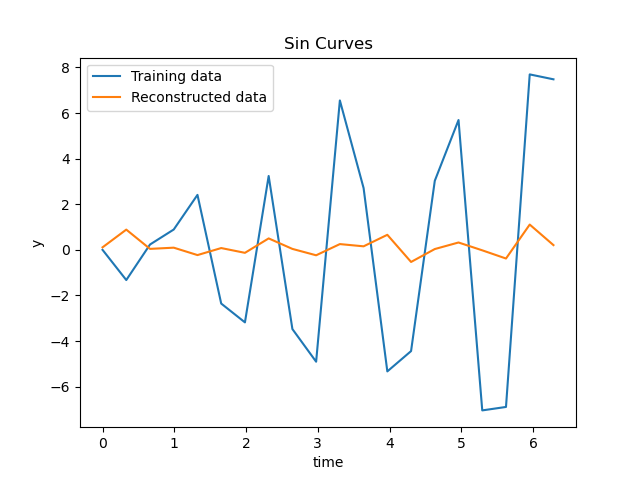 Sin Curves
Training data
Reconstructed data
8
6
4
2
0
−2
−4
−6
y
0 1 2 3 4 5 6
time